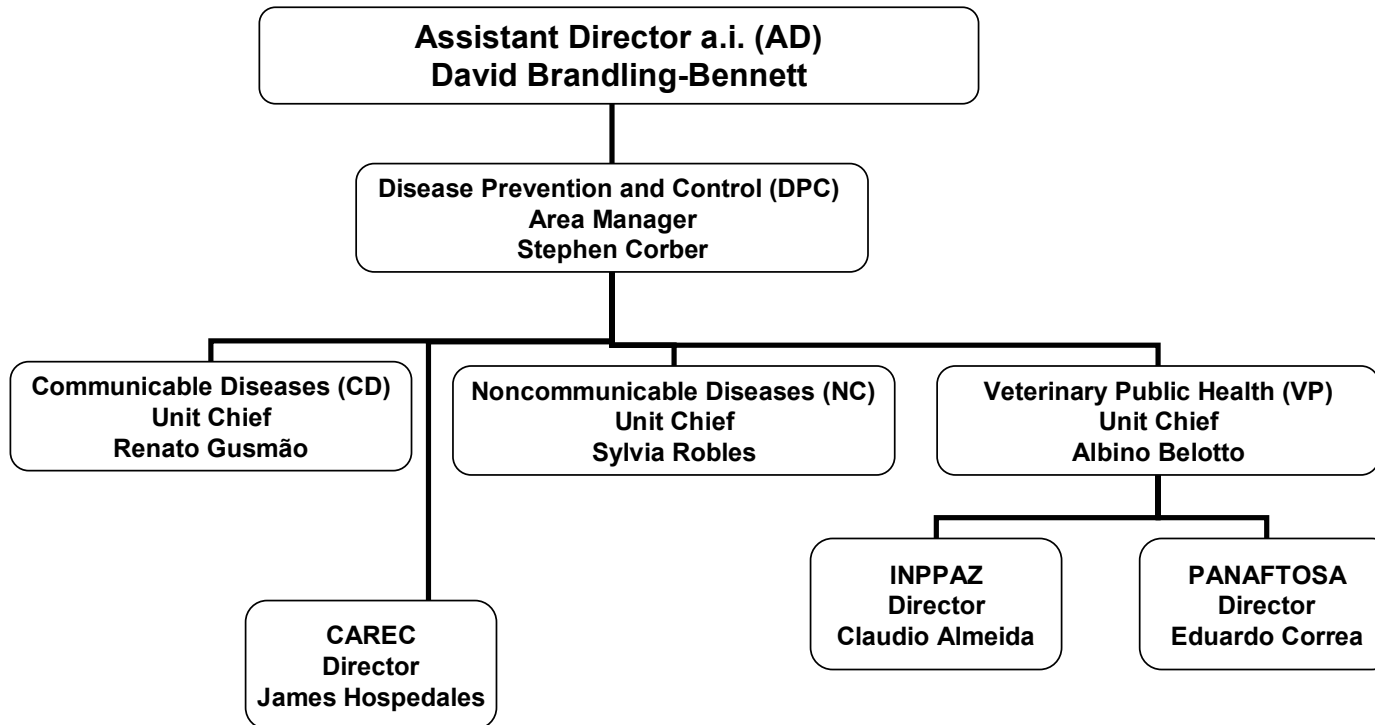 Assistant Director a.i. (AD)
David Brandling-Bennett
Disease Prevention and Control (DPC)
Area Manager
Stephen Corber
Communicable Diseases (CD)
Unit Chief
Renato Gusmão
Noncommunicable Diseases (NC)
Unit Chief
Sylvia Robles
Veterinary Public Health (VP)
Unit Chief
Albino Belotto
CAREC
Director
James Hospedales
INPPAZ
Director
Claudio Almeida
PANAFTOSA
Director
Eduardo Correa